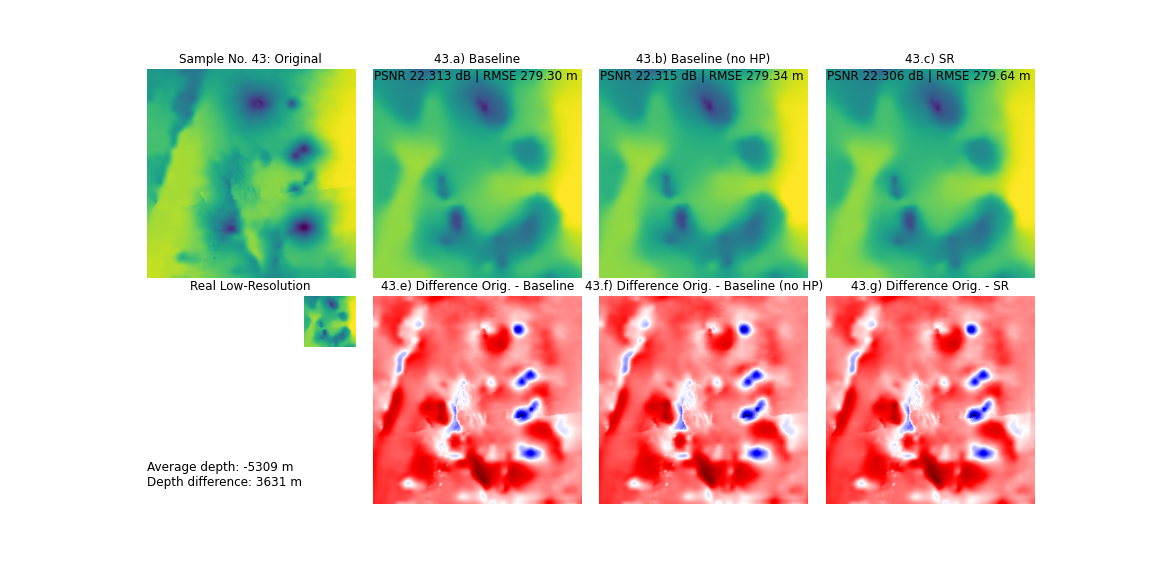 Sample No. 43: Original
43.a) Baseline
43.b) Baseline (no HP)
43.c) SR
PSNR 22.313 dB | RMSE 279.30 m
PSNR 22.315 dB | RMSE 279.34 m
PSNR 22.306 dB | RMSE 279.64 m
Real Low-Resolution
43.e) Difference Orig. - Baseline
43.f) Difference Orig. - Baseline (no HP)
43.g) Difference Orig. - SR
Average depth: -5309 m
Depth difference: 3631 m